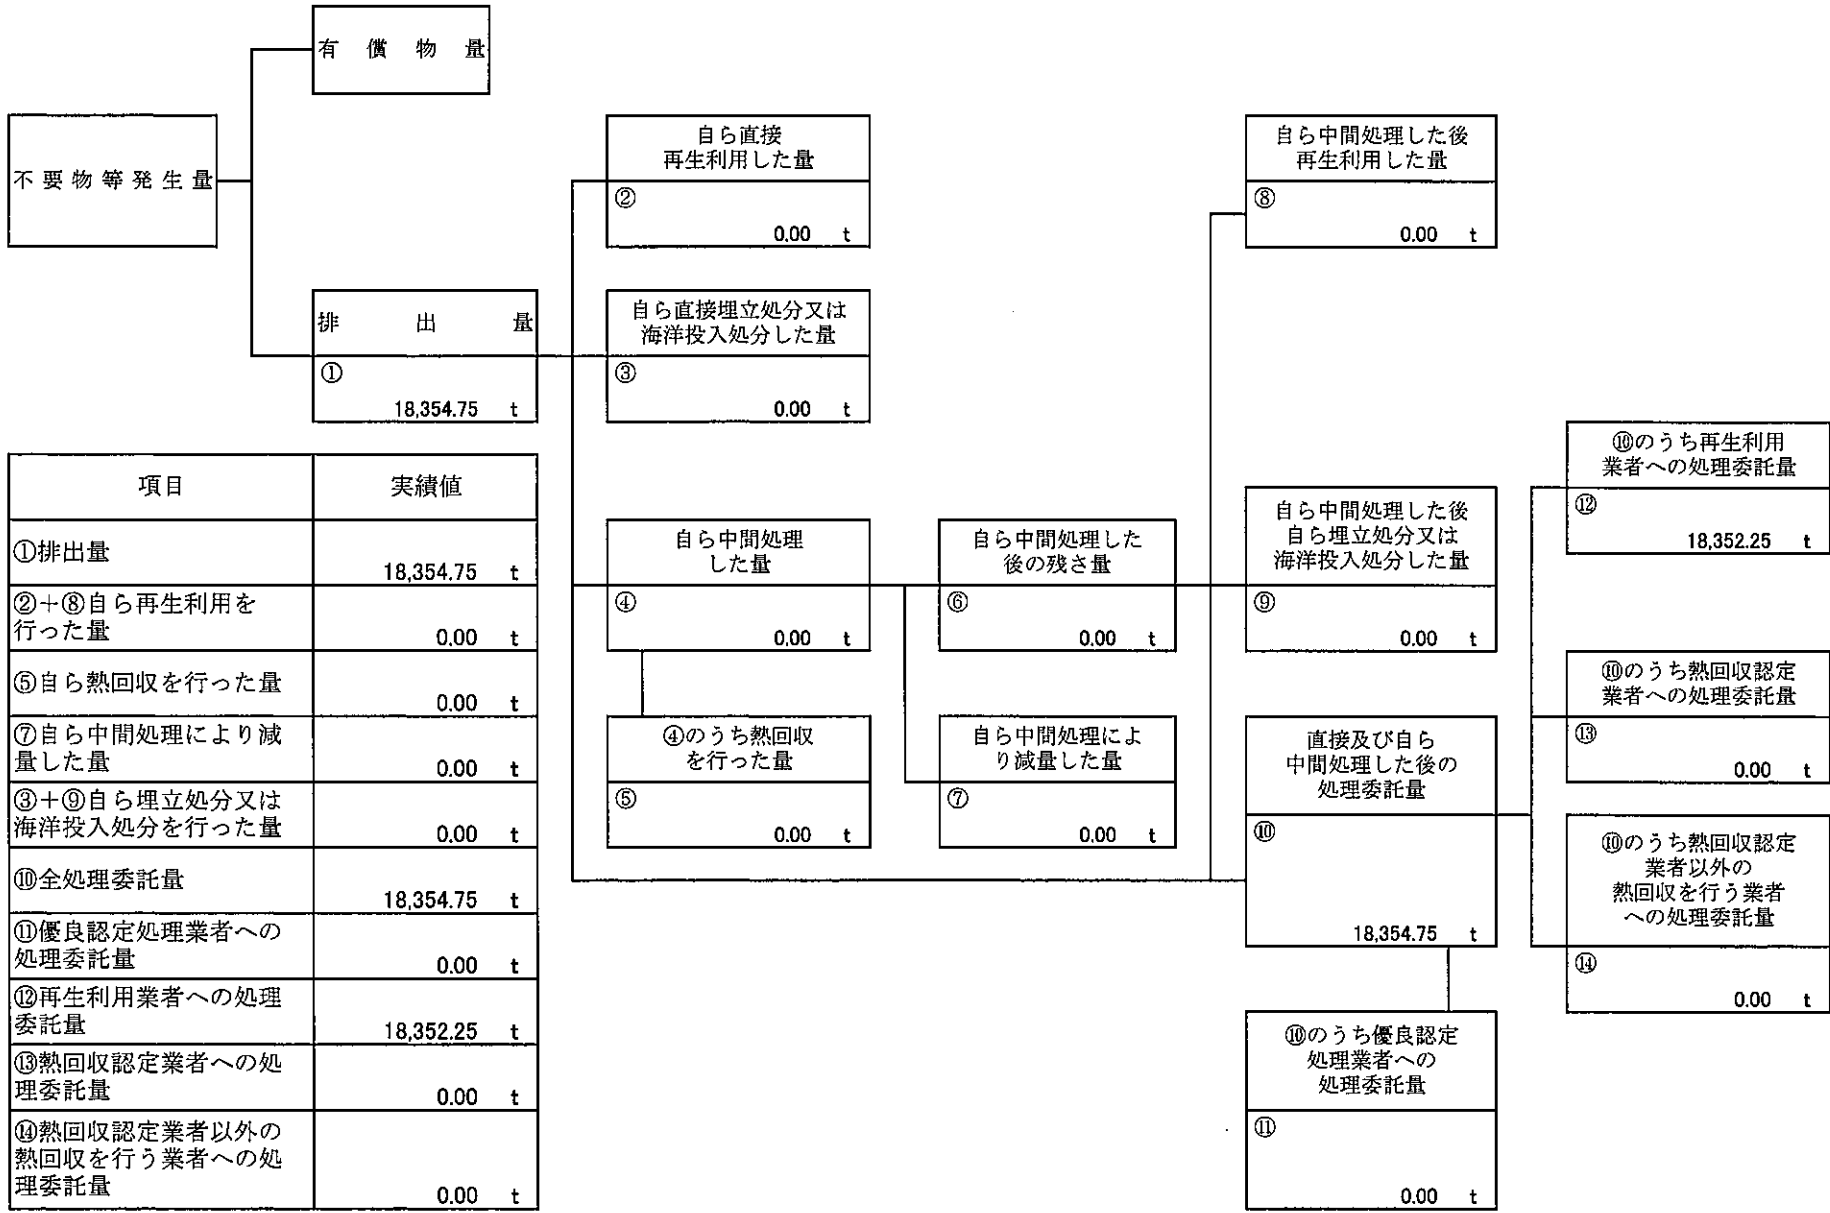 有償物量
不要物等発生量
排出量
①
18,354.75 t
自ら直接
再生利用した量
②
0.00 t
自ら直接埋立処分又は
海洋投入処分した量
③
0.00 t
自ら中間処理
した量
④
0.00 t
④のうち熱回収
を行った量
⑤
0.00 t
自ら中間処理した
後の残さ量
⑥
0.00 t
自ら中間処理によ
り減量した量
⑦
0.00 t
自ら中間処理した後
再生利用した量
⑧
0.00 t
自ら中間処理した後
自ら埋立処分又は
海洋投入処分した量
⑨
0.00 t
直接及び自ら
中間処理した後の
処理委託量
⑩
18,354.75 t
⑩のうち優良認定
処理業者への
処理委託量
⑪
0.00 t
⑩のうち再生利用
業者への処理委託量
⑫
18,352.25 t
⑩のうち熱回収認定
業者への処理委託量
⑬
0.00 t
⑩のうち熱回収認定
業者以外の
熱回収を行う業者
への処理委託量
⑭
0.00 t
項目 実績値
①排出量
18,354.75 t
②+⑧自ら再生利用を
行った量
0.00 t
⑤自ら熱回収を行った量
0.00 t
⑦自ら中間処理により減
量した量
0.00 t
③+⑨自ら埋立処分又は
海洋投入処分を行った量
0.00 t
⑩全処理委託量
18,354.75 t
⑪優良認定処理業者への
処理委託量
0.00 t
⑫再生利用業者への処理
委託量
18,352.25 t
⑬熱回収認定業者への処
理委託量
0.00 t
⑭熱回収認定業者以外の
熱回収を行う業者への処
理委託量
0.00 t